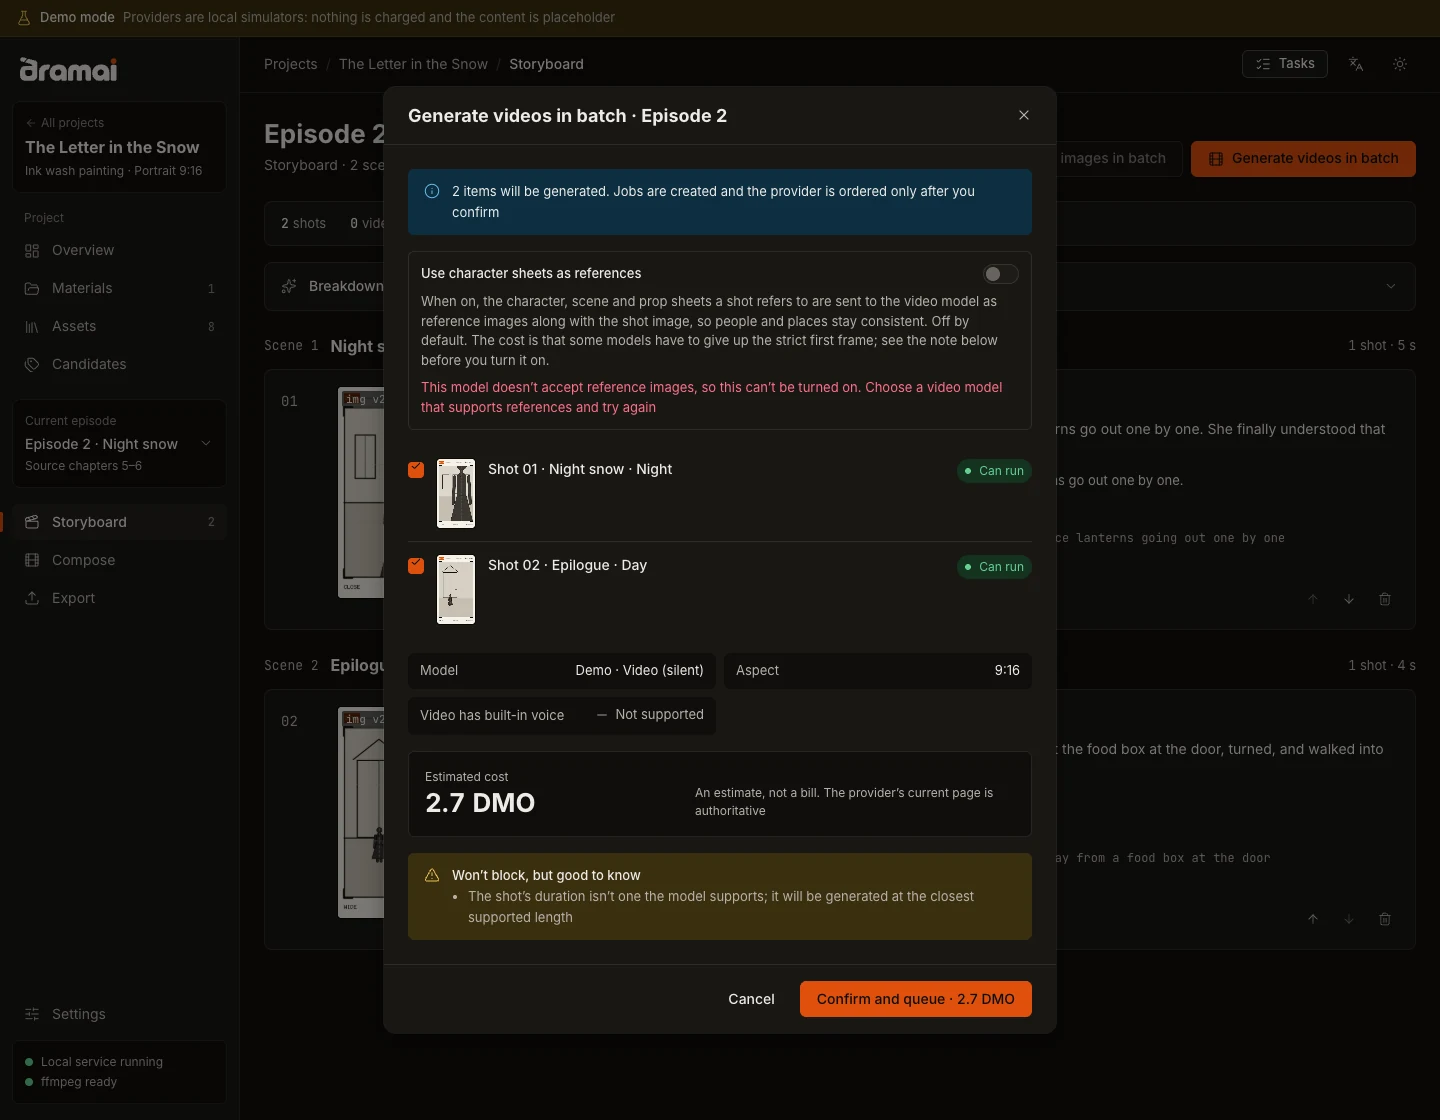 Demo mode Providers are local simulators: nothing is charged and the content is placeholder
aramai
Projects / The Letter in the Snow / Storyboard
Tasks
← All projects
The Letter in the Snow
Ink wash painting · Portrait 9:16
Project
Overview
Materials 1
Assets 8
Candidates
Current episode
Episode 2 · Night snow
Source chapters 5–6
Storyboard 2
Compose
Export
Settings
Local service running
ffmpeg ready
Episode 2
Storyboard · 2 sce
images in batch
Generate videos in batch
2 shots 0 vide
Breakdown
Scene 1 Night s
1 shot · 5 s
01
img v2
CLOSE
rns go out one by one. She finally understood that
s go out one by one.
ce lanterns going out one by one
Scene 2 Epilogu
1 shot · 4 s
02
img v2
WIDE
t the food box at the door, turned, and walked into
ay from a food box at the door
Generate videos in batch · Episode 2
2 items will be generated. Jobs are created and the provider is ordered only after you
confirm
Use character sheets as references
When on, the character, scene and prop sheets a shot refers to are sent to the video model as
reference images along with the shot image, so people and places stay consistent. Off by
default. The cost is that some models have to give up the strict first frame; see the note below
before you turn it on.
This model doesn’t accept reference images, so this can’t be turned on. Choose a video model
that supports references and try again
Shot 01 · Night snow · Night
Can run
Shot 02 · Epilogue · Day
Can run
Model Demo · Video (silent)
Aspect 9:16
Video has built-in voice — Not supported
Estimated cost
2.7 DMO
An estimate, not a bill. The provider’s current page is
authoritative
Won’t block, but good to know
• The shot’s duration isn’t one the model supports; it will be generated at the closest
supported length
Cancel
Confirm and queue · 2.7 DMO